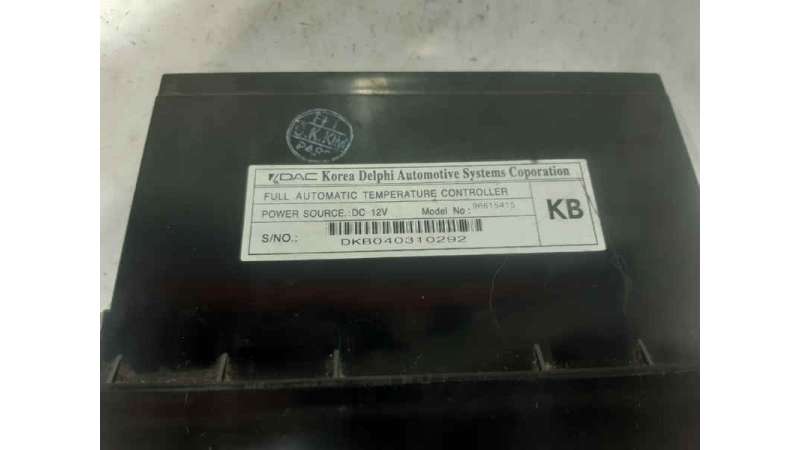 C.K.KIM
KDAC Korea Delphi Automotive Systems Coporation
FULL AUTOMATIC TEMPERATURE CONTROLLER
POWER SOURCE.:DC 12V Model No: 96615415
KB
S/NO.:
DKB040310292